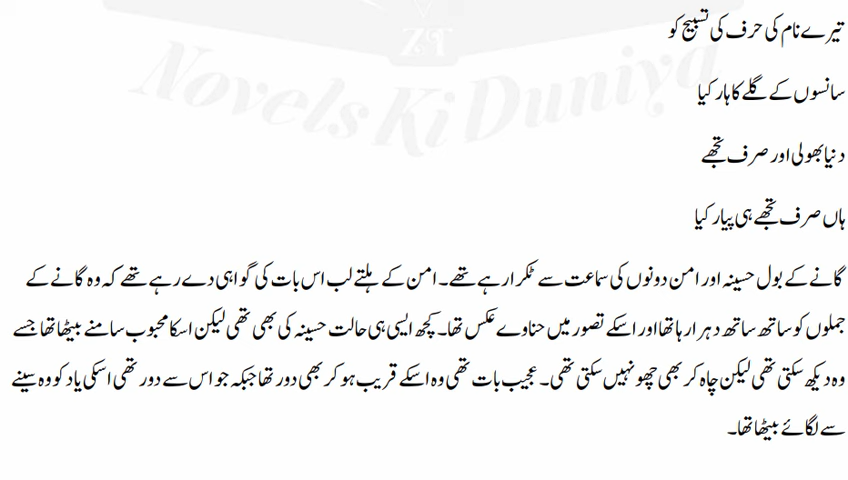 ZT
Novels Ki Duniya
تیرے نام کی حرف کی تسبیح کو
سانسوں کے گلے کا ہار کیا
دنیا بھولی اور صرف تجھے
ہاں صرف تجھے ہی پیار کیا
گانے کے بول حسینہ اور امن دونوں کی سماعت سے ٹکرا رہے تھے۔ امن کے ہلتے لب اس بات کی گواہی دے رہے تھے کہ وہ گانے کے
جملوں کو ساتھ ساتھ دہرا رہا تھا اور اسکے تصور میں حناوے عکس تھا۔ کچھ ایسی ہی حالت حسینہ کی بھی تھی لیکن اسکا محبوب سامنے بیٹھا تھا جسے
وہ دیکھ سکتی تھی لیکن چاہ کر بھی چھو نہیں سکتی تھی۔ عجیب بات تھی وہ اسکے قریب ہو کر بھی دور تھا جبکہ جو اس سے دور تھی اسکی یاد کو وہ سینے
سے لگائے بیٹھا تھا۔